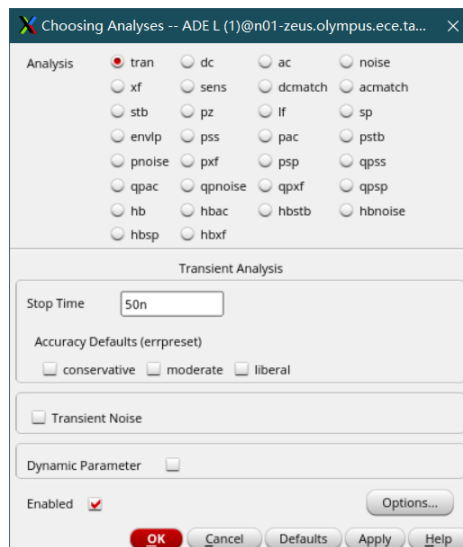 Choosing Analyses -- ADE L (1)@n01-zeus.olympus.ece.ta...
Analysis tran dc ac noise
xf sens dcmatch acmatch
stb pz lf sp
envlp pss pac pstb
pnoise pxf psp qpss
qpac qpnoise qpxf qpsp
hb hbac hbstb hbnoise
hbsp hbxf
Transient Analysis
Stop Time 50n
Accuracy Defaults (errpreset)
conservative moderate liberal
Transient Noise
Dynamic Parameter
Enabled Options...
OK Cancel Defaults Apply Help